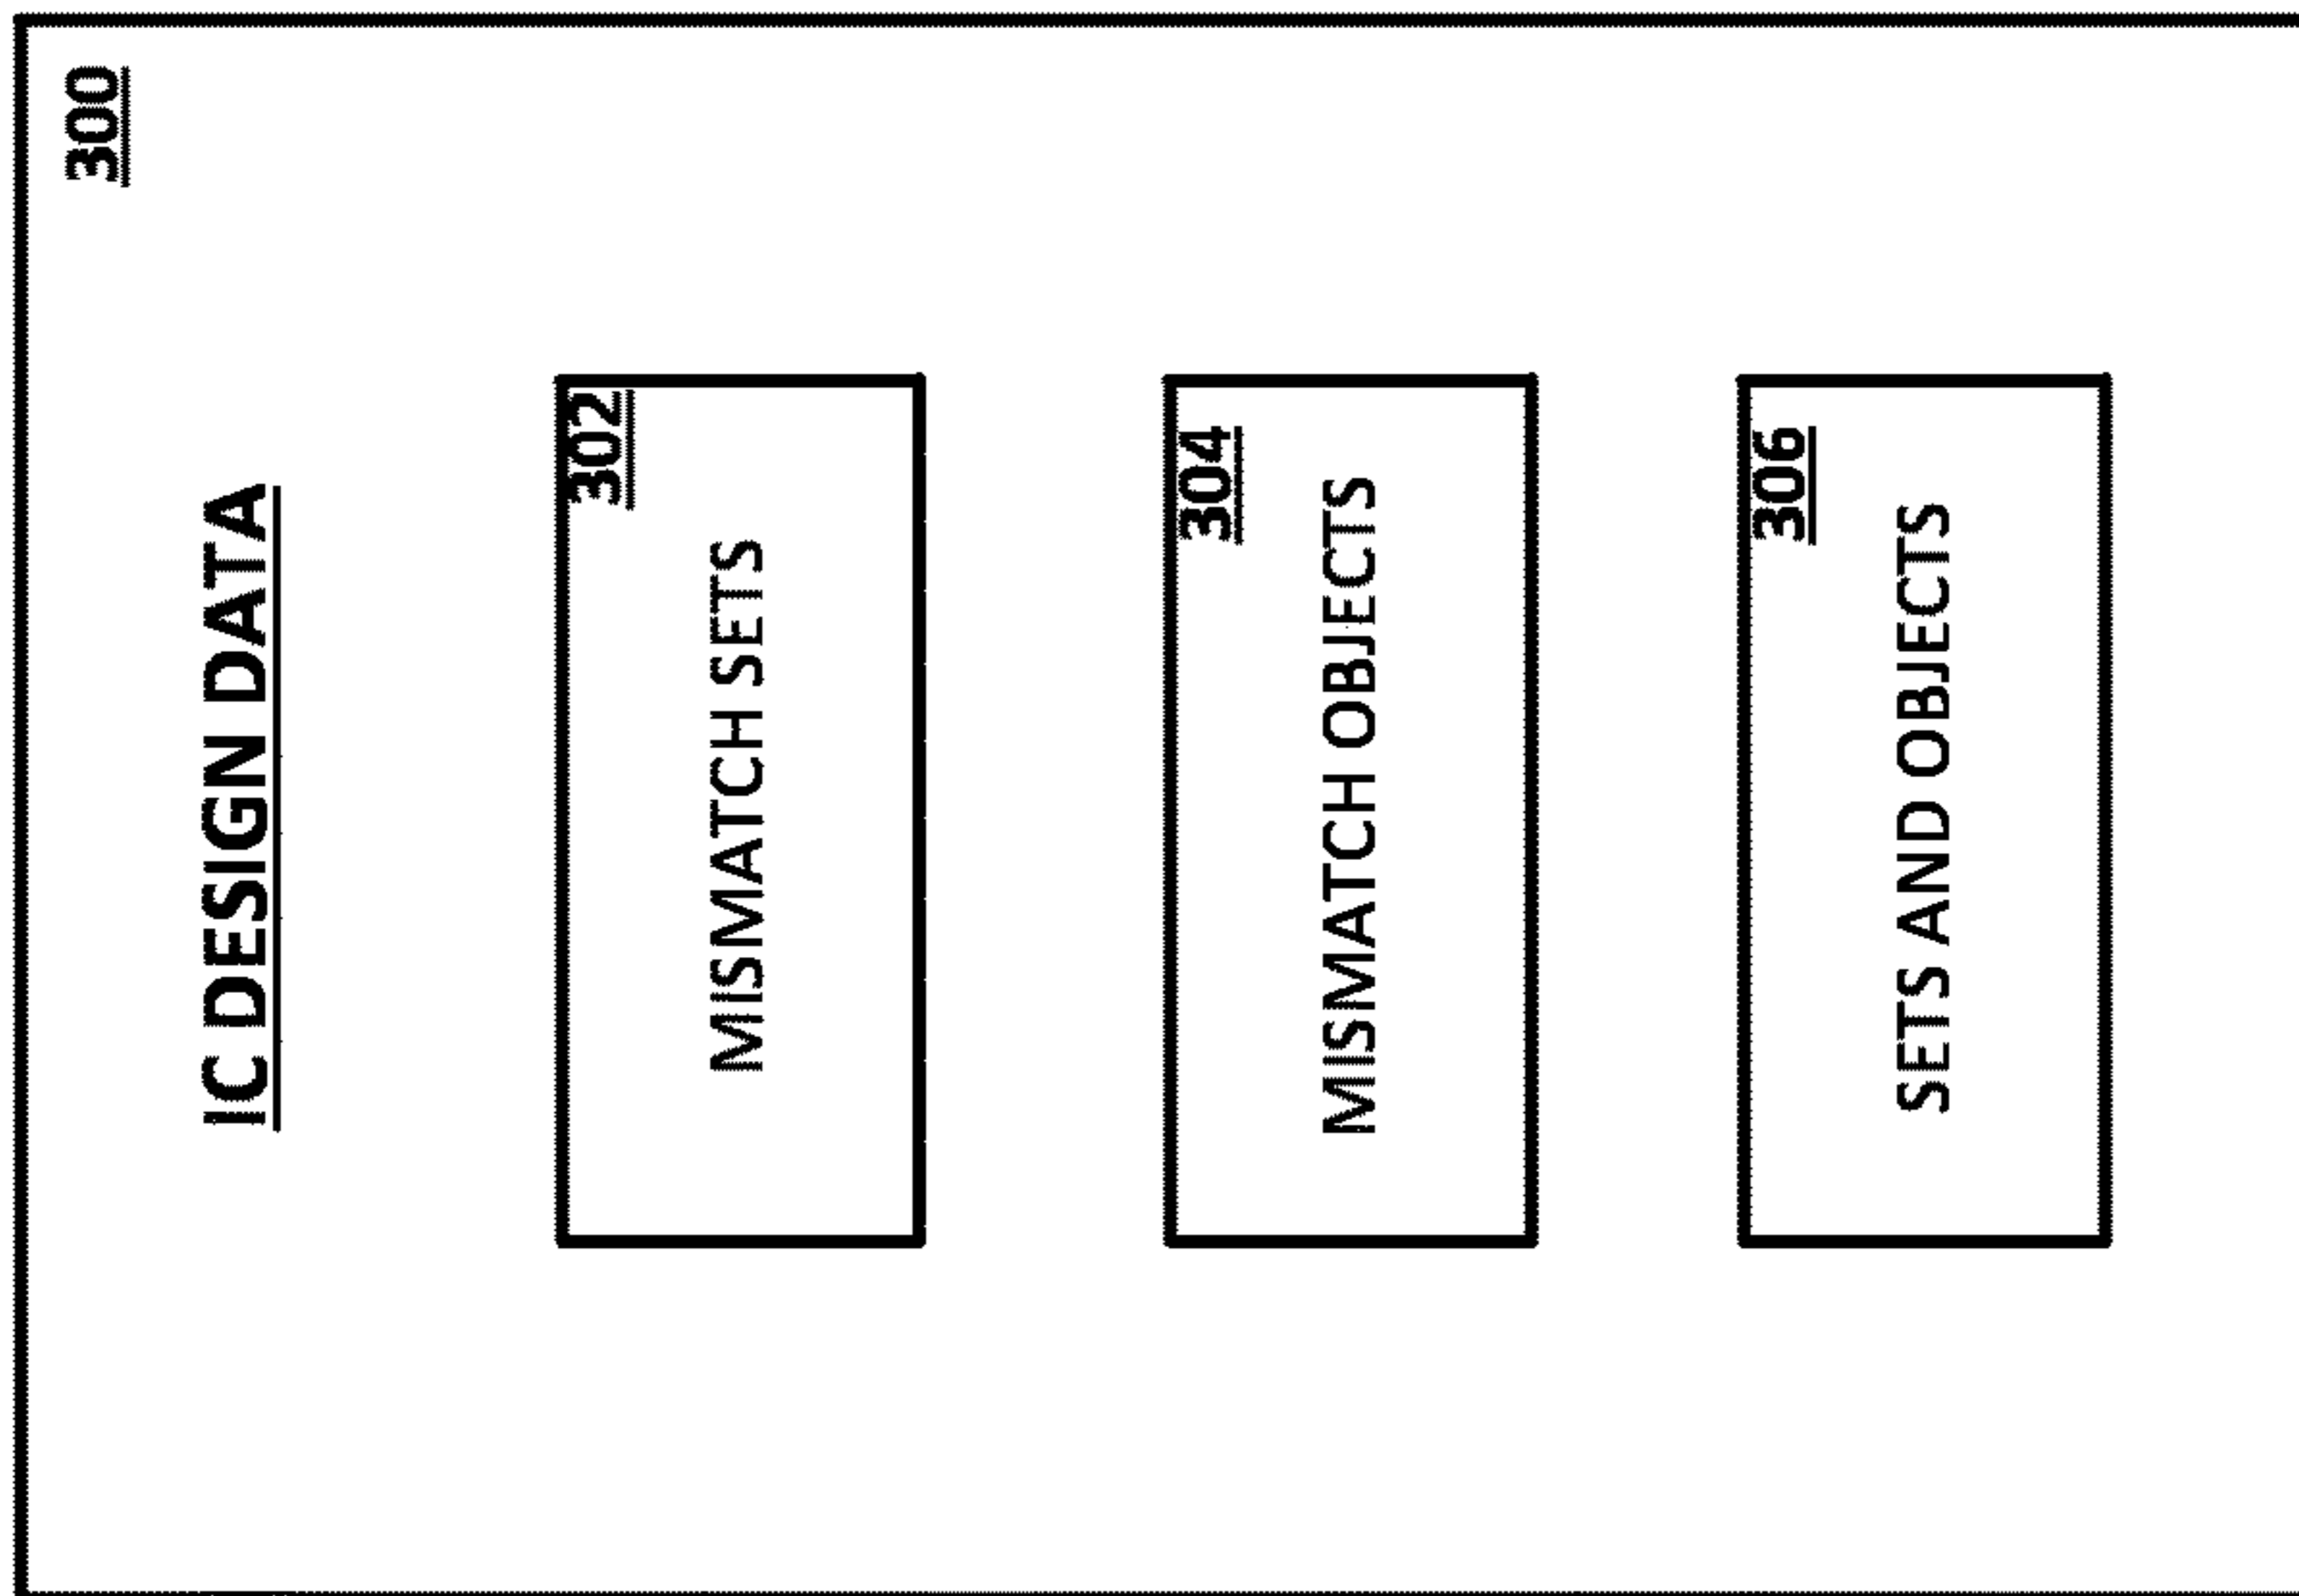 300
IC DESIGN DATA
302
MISMATCH SETS
304
MISMATCH OBJECTS
306
SETS AND OBJECTS